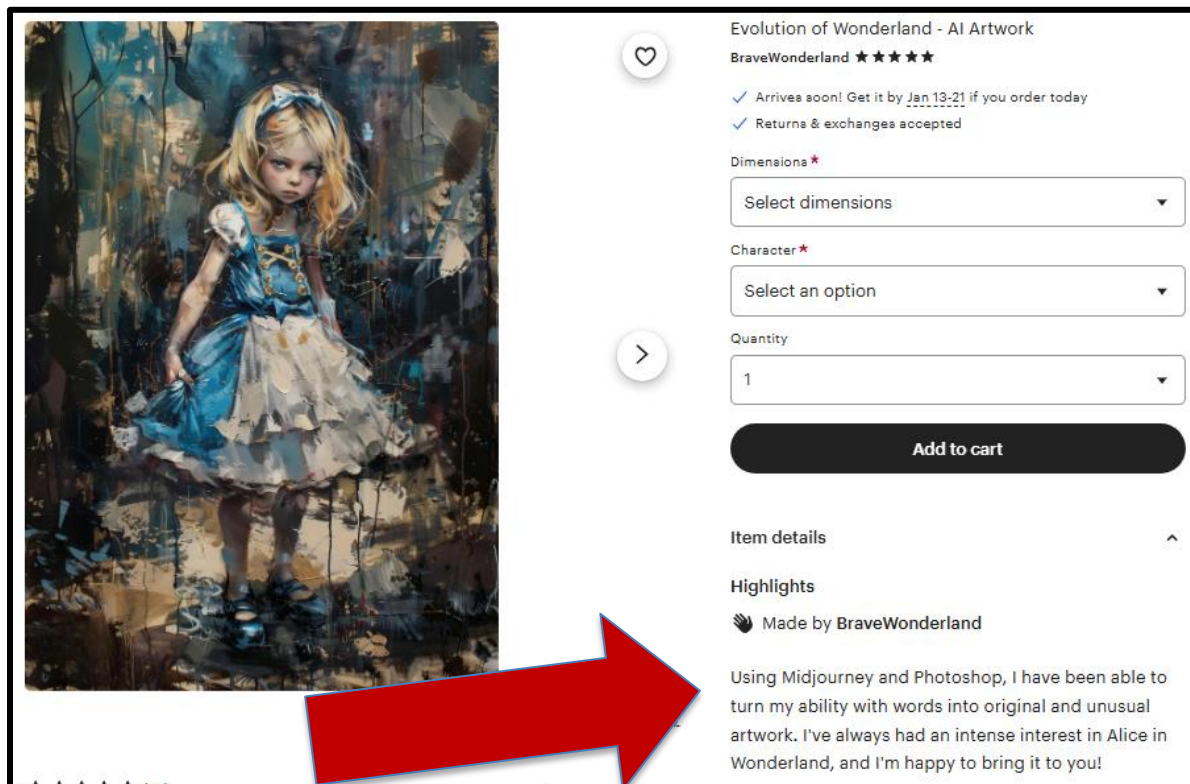 Evolution of Wonderland - AI Artwork
BraveWonderland ★★★★★
✓ Arrives soon! Get it by Jan 13-21 if you order today
✓ Returns & exchanges accepted
Dimensions *
Select dimensions
Character *
Select an option
Quantity
1
Add to cart
Item details
Highlights
Made by BraveWonderland
Using Midjourney and Photoshop, I have been able to
turn my ability with words into original and unusual
artwork. I've always had an intense interest in Alice in
Wonderland, and I'm happy to bring it to you!